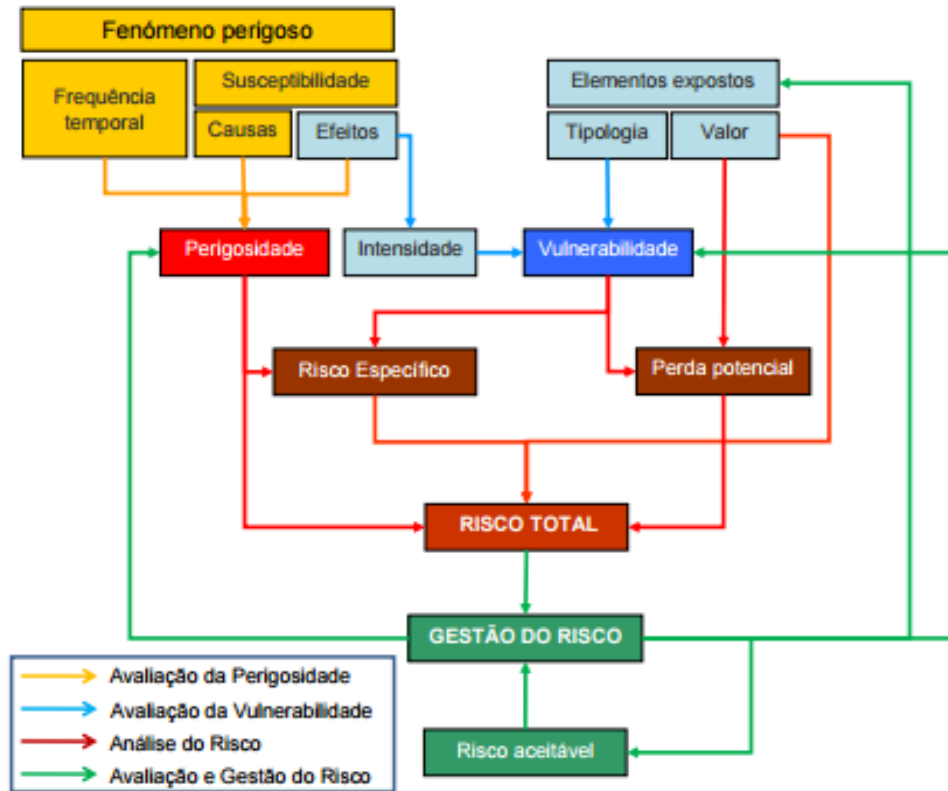 Fenómeno perigoso
Frequência
temporal
Susceptibilidade
Causas
Efeitos
Elementos expostos
Tipologia
Valor
Perigosidade
Intensidade
Vulnerabilidade
Risco Específico
Perda potencial
RISCO TOTAL
GESTÃO DO RISCO
Risco aceitável
Avaliação da Perigosidade
Avaliação da Vulnerabilidade
Análise do Risco
Avaliação e Gestão do Risco